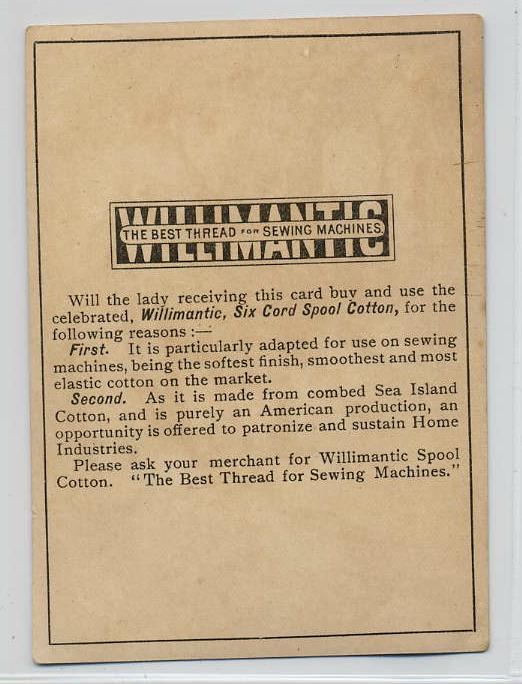 WILLIMANTIC
THE BEST THREAD FOR SEWING MACHINES.
Will the lady receiving this card buy and use the
celebrated, Willimantic, Six Cord Spool Cotton, for the
following reasons :—
First. It is particularly adapted for use on sewing
machines, being the softest finish, smoothest and most
elastic cotton on the market.
Second. As it is made from combed Sea Island
Cotton, and is purely an American production, an
opportunity is offered to patronize and sustain Home
Industries.
Please ask your merchant for Willimantic Spool
Cotton. "The Best Thread for Sewing Machines."